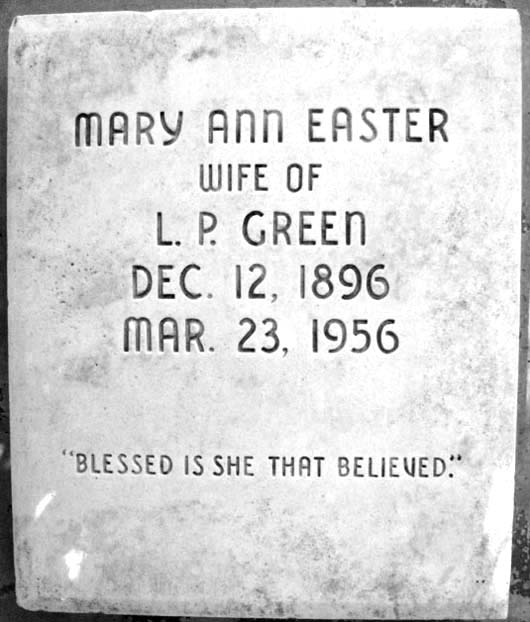 MARY ANN EASTER
WIFE OF
L. P. GREEN
DEC. 12, 1896
MAR. 23, 1956
"BLESSED IS SHE THAT BELIEVED."